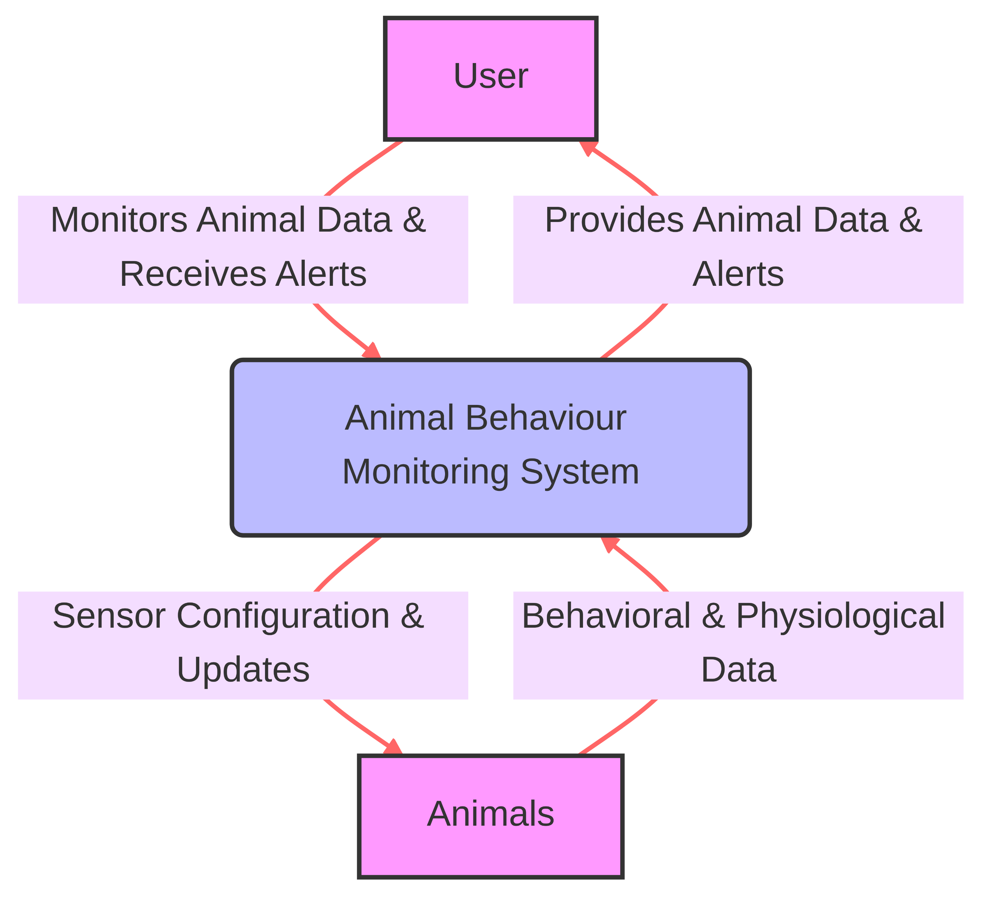 User
Monitors Animal Data &
Receives Alerts
Provides Animal Data &
Alerts
Animal Behaviour
Monitoring System
Sensor Configuration &
Updates
Behavioral & Physiological
Data
Animals